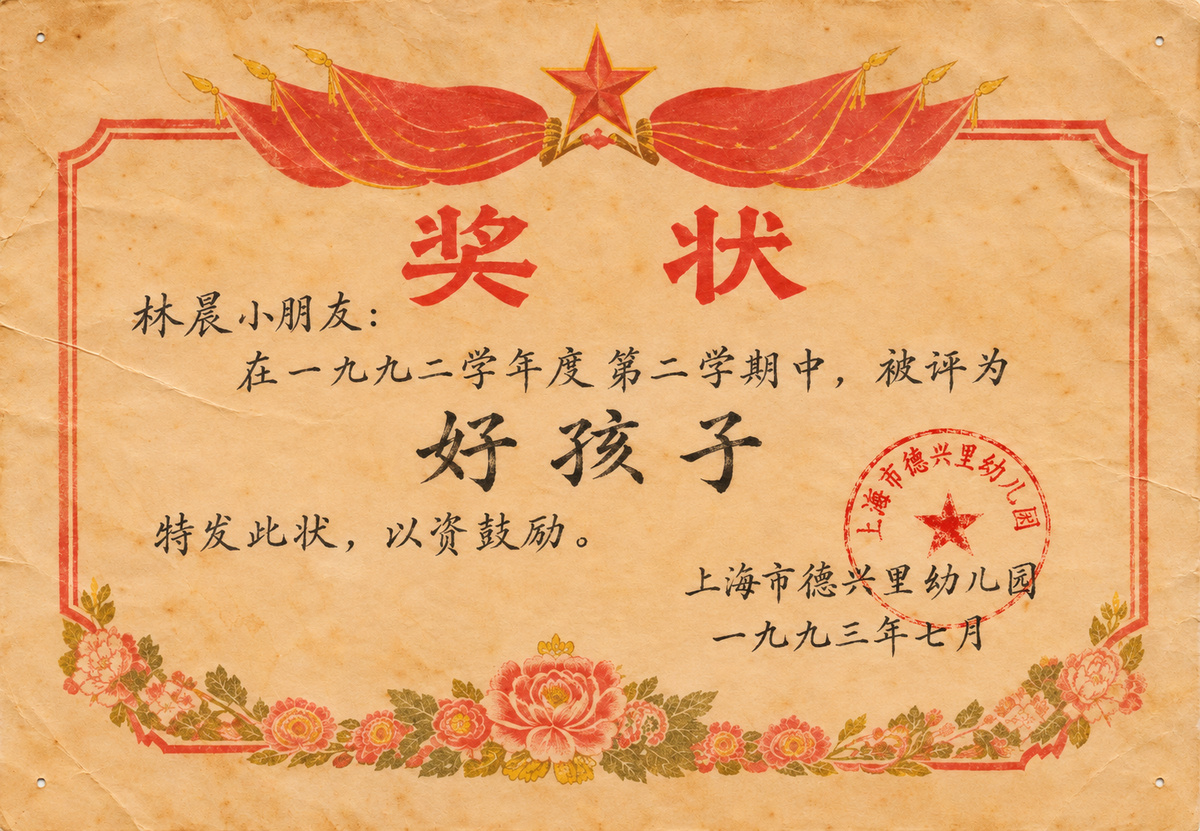 奖状
林晨小朋友:
在一九九二学年度第二学期中，被评为
好孩子
特发此状，以资鼓励。
上海市德兴里幼儿园
上海市德兴里幼儿园
一九九三年七月